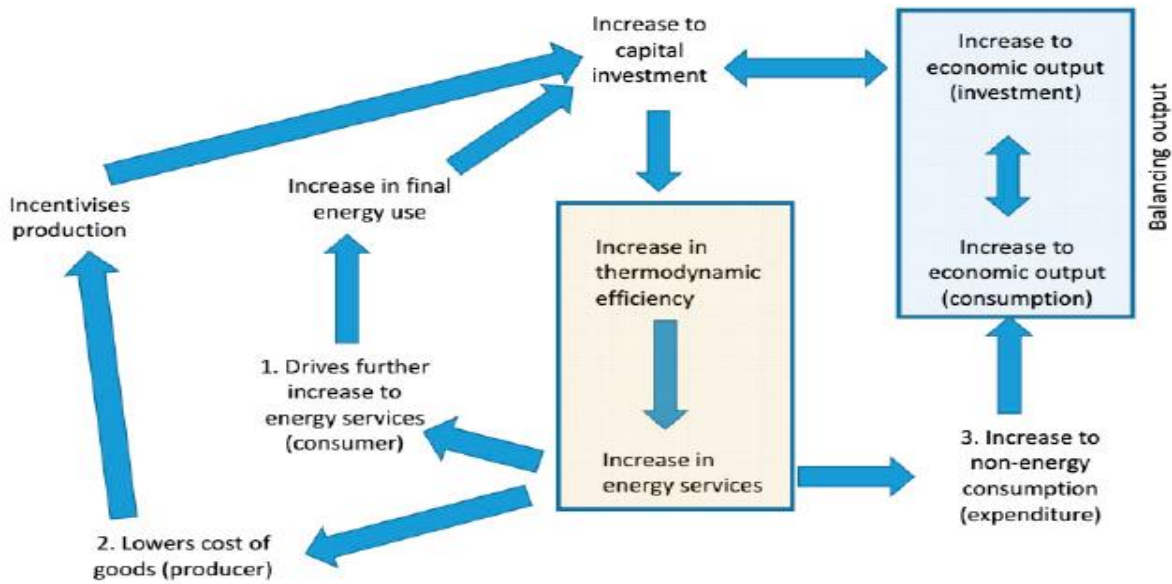 Increase to
capital
investment
Increase to
economic output
(investment)
Balancing output
Increase in final
energy use
Incentivises
production
Increase in
thermodynamic
efficiency
Increase to
economic output
(consumption)
1. Drives further
increase to
energy services
(consumer)
Increase in
energy services
3. Increase to
non-energy
consumption
(expenditure)
2. Lowers cost of
goods (producer)